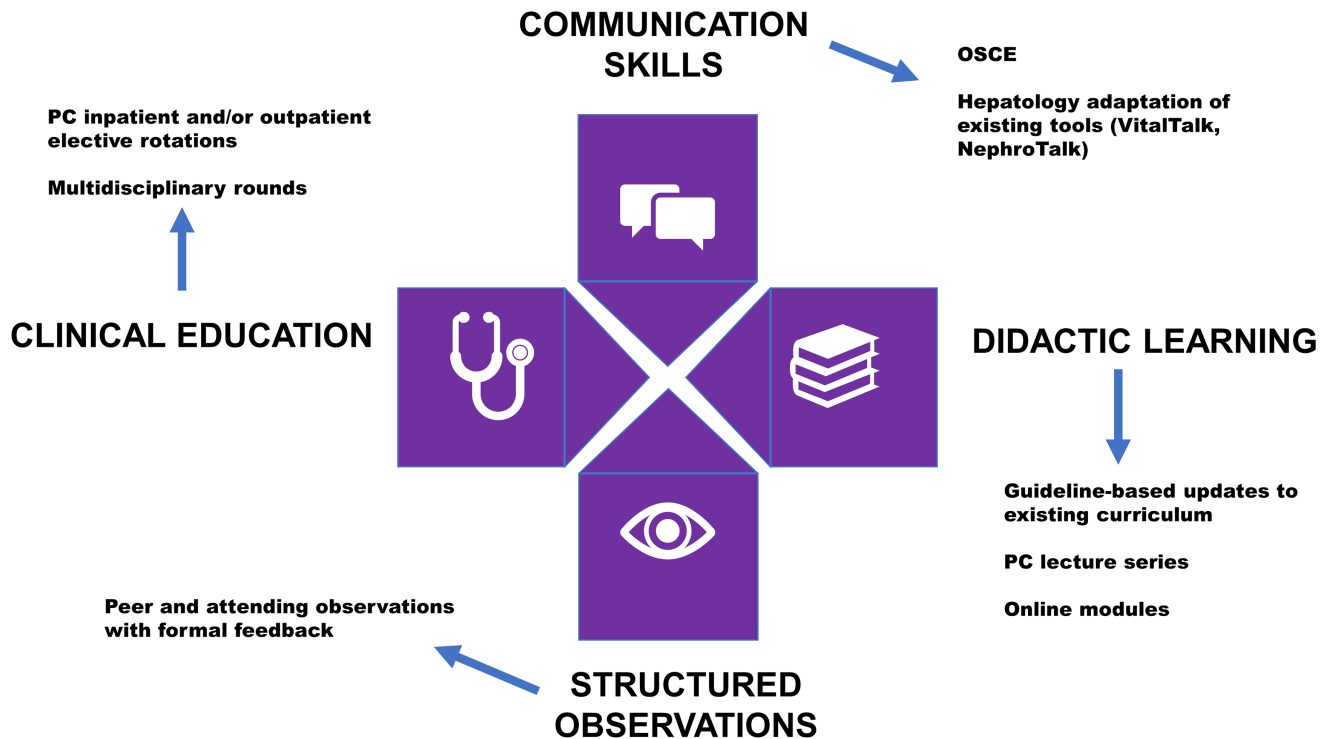 COMMUNICATION
SKILLS
OSCE
Hepatology adaptation of
existing tools (VitalTalk,
NephroTalk)
PC inpatient and/or outpatient
elective rotations
Multidisciplinary rounds
CLINICAL EDUCATION
DIDACTIC LEARNING
Guideline-based updates to
existing curriculum
PC lecture series
Online modules
Peer and attending observations
with formal feedback
STRUCTURED
OBSERVATIONS